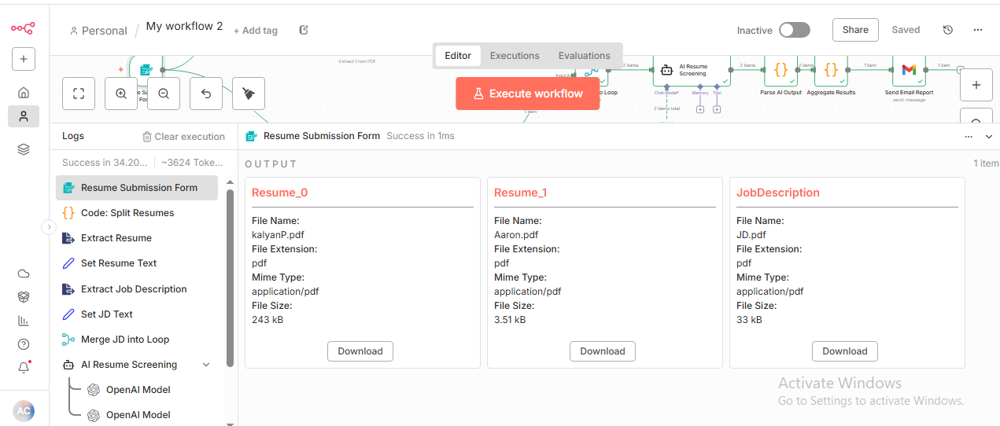 Personal / My workflow 2 + Add tag
Inactive Share Saved
Editor Executions Evaluations
Extract From PDF
2 items
AI Resume Screening
2 items
2 items
1 item
1 item
Execute workflow
Chat Model* Memory Tool
Parse AI Output
Aggregate Results
Send Email Report
send: message
2 items total
1 item
Logs
Clear execution
Resume Submission Form Success in 1ms
Success in 34.20... ~3624 Toke...
OUTPUT
1 item
Resume Submission Form
Code: Split Resumes
Extract Resume
Set Resume Text
Extract Job Description
Set JD Text
Merge JD into Loop
AI Resume Screening
OpenAI Model
OpenAI Model
AC
Resume_0
File Name:
kalyanP.pdf
File Extension:
pdf
Mime Type:
application/pdf
File Size:
243 kB
Download
Resume_1
File Name:
Aaron.pdf
File Extension:
pdf
Mime Type:
application/pdf
File Size:
3.51 kB
Download
JobDescription
File Name:
JD.pdf
File Extension:
pdf
Mime Type:
application/pdf
File Size:
33 kB
Download
Activate Windows
Go to Settings to activate Windows.